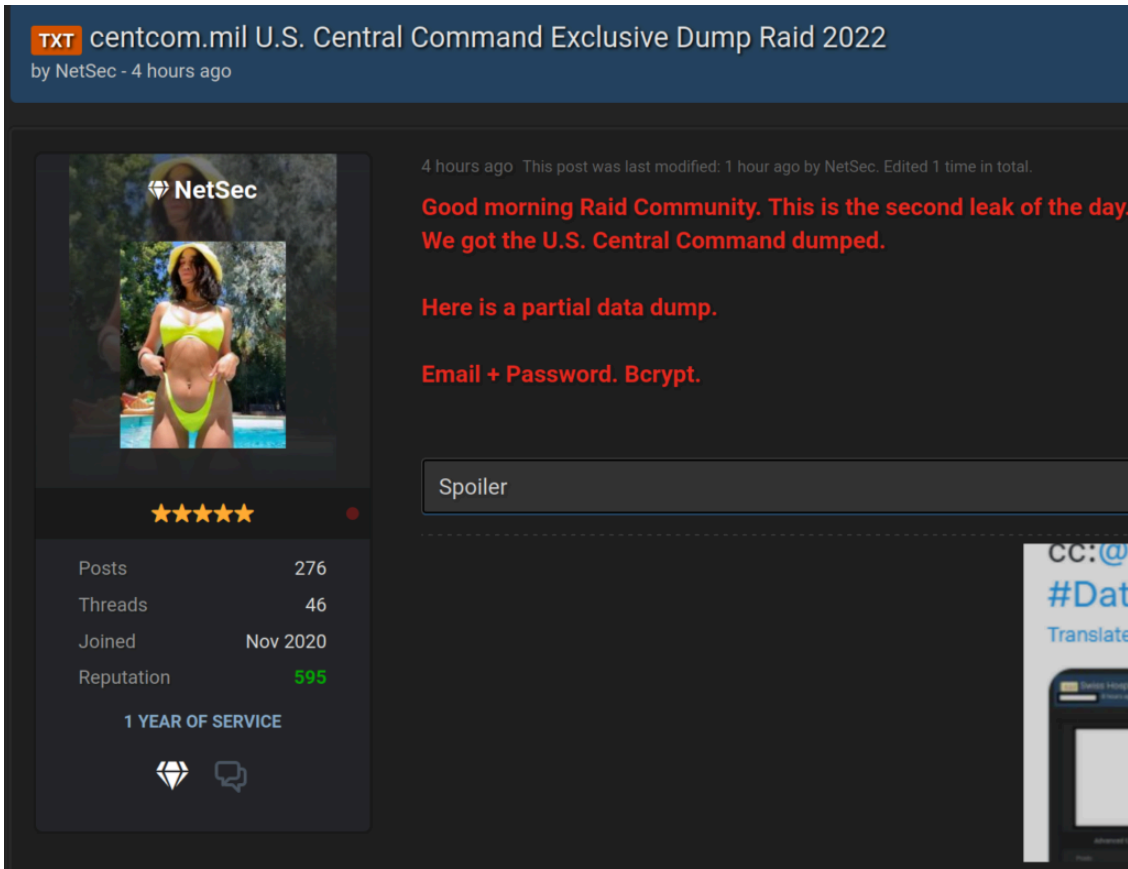 TXT centcom.mil U.S. Central Command Exclusive Dump Raid 2022
by NetSec - 4 hours ago
NetSec
4 hours ago This post was last modified: 1 hour ago by NetSec. Edited 1 time in total.
Good morning Raid Community. This is the second leak of the day.
We got the U.S. Central Command dumped.
Here is a partial data dump.
Email + Password. Bcrypt.
Spoiler
Posts 276
Threads 46
Joined Nov 2020
Reputation 595
1 YEAR OF SERVICE
cc:@
#Dat
Translate
Swiss Hosp